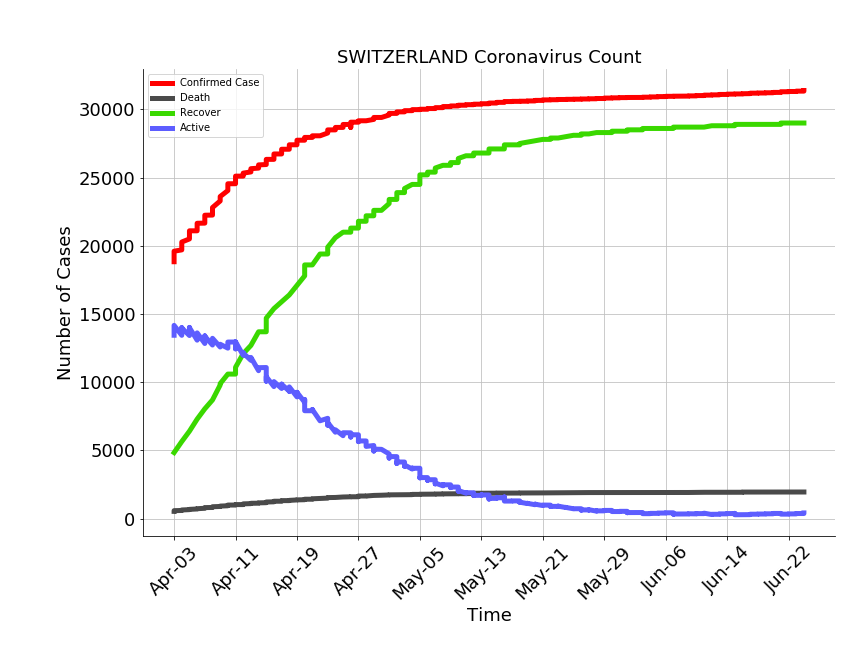 SWITZERLAND Coronavirus Count
Confirmed Case
Death
Recover
Active
Number of Cases
30000
25000
20000
15000
10000
5000
0
Apr-03
Apr-11
Apr-19
Apr-27
May-05
May-13
May-21
May-29
Jun-06
Jun-14
Jun-22
Time